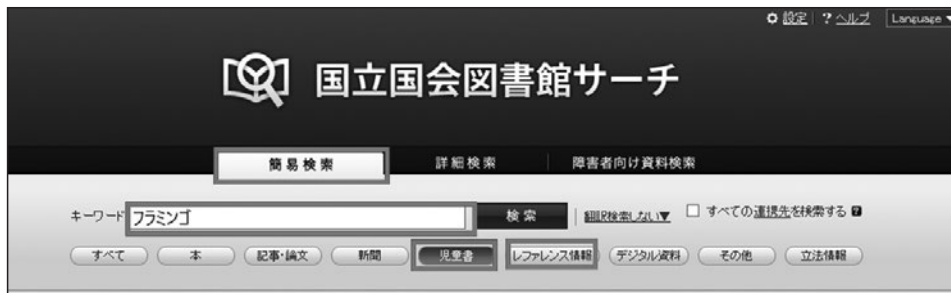 設定 | ? ヘルプ Language
国立国会図書館サーチ
簡易検索 詳細検索 障害者向け資料検索
キーワード フラミンゴ 検索 翻訳検索しない▼ すべての連携先を検索する ?
すべて 本 記事・論文 新聞 児童書 レファレンス情報 デジタル資料 その他 立法情報